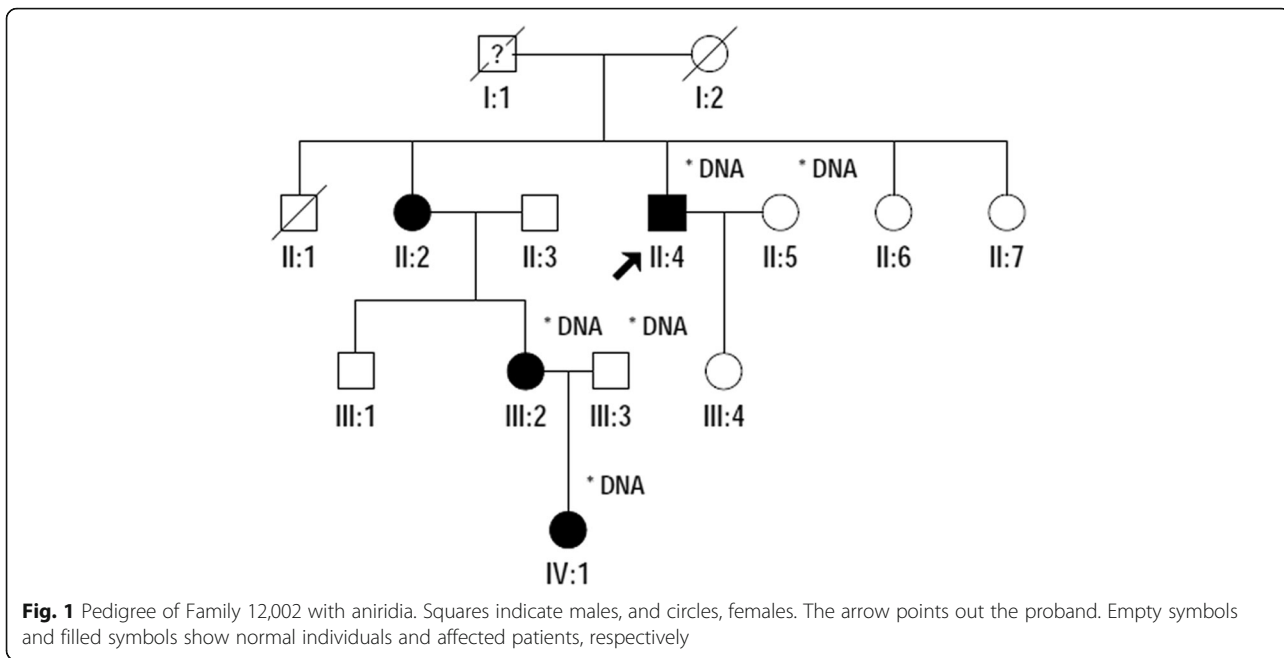 ?
I:1 I:2
* DNA * DNA
II:1 II:2 II:3 II:4 II:5 II:6 II:7
* DNA * DNA
III:1 III:2 III:3 III:4
* DNA
IV:1
Fig. 1 Pedigree of Family 12,002 with aniridia. Squares indicate males, and circles, females. The arrow points out the proband. Empty symbols
and filled symbols show normal individuals and affected patients, respectively